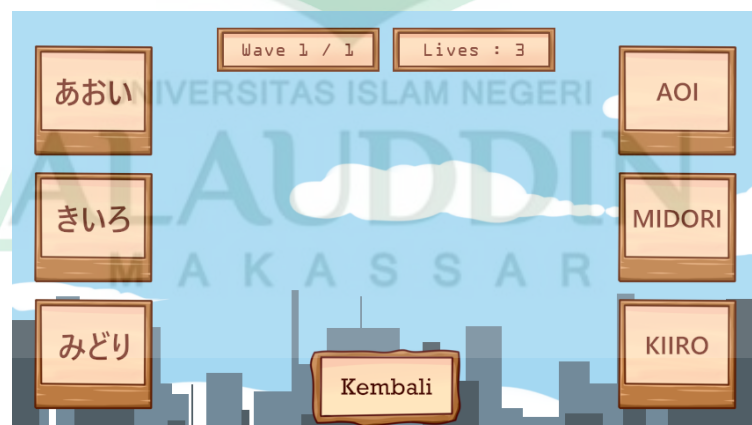 Wave 1 / 1
Lives : 3
あおい
AOI
UNIVERSITAS ISLAM NEGERI
ALAUDDIN
きいろ
MIDORI
MAKASSAR
みどり
KIIRO
Kembali